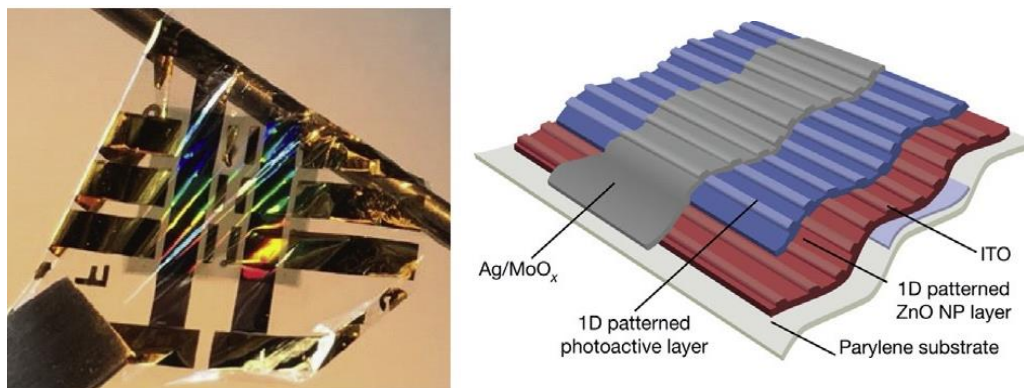 F
Ag/MoOₓ
1D patterned
photoactive layer
ITO
1D patterned
ZnO NP layer
Parylene substrate